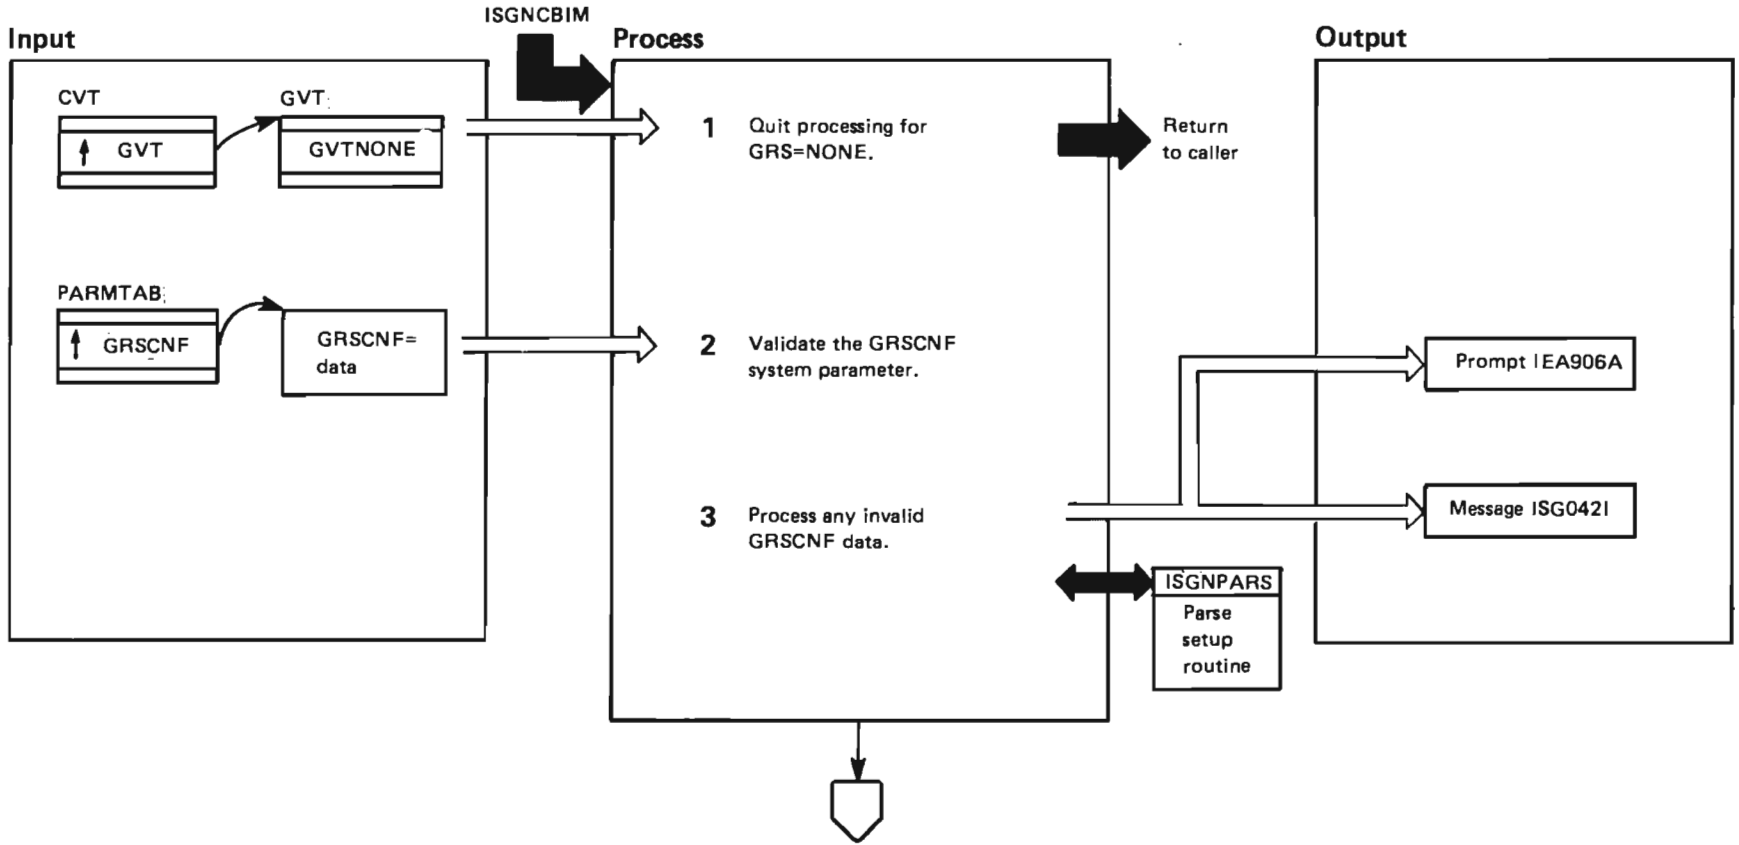 ISGNCBIM
Input
Process
Output
CVT
GVT
GVT
GVTNONE
1 Quit processing for
GRS=NONE.
Return
to caller
PARMTAB
GRSCNF
GRSCNF=
data
2 Validate the GRSCNF
system parameter.
Prompt IEA906A
3 Process any invalid
GRSCNF data.
Message ISG042I
ISGNPARS
Parse
setup
routine